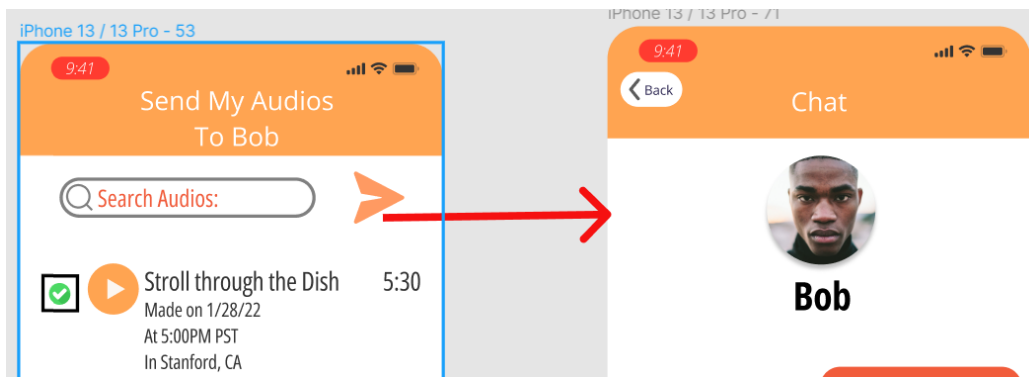 iPhone 13 / 13 Pro - 53
9:41
Send My Audios
To Bob
Search Audios:
Stroll through the Dish 5:30
Made on 1/28/22
At 5:00PM PST
In Stanford, CA
iPhone 13 / 13 Pro - 71
9:41
Back
Chat
Bob